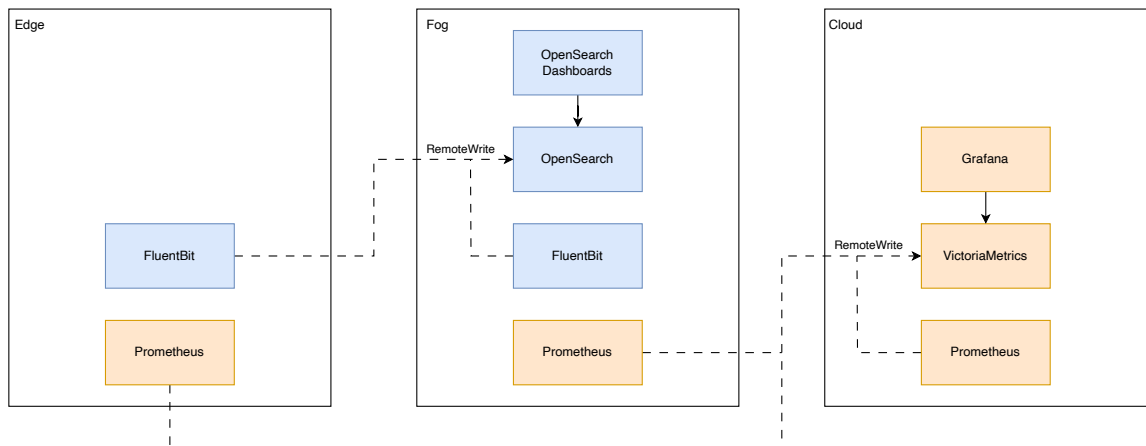 Edge
FluentBit
Prometheus
Fog
OpenSearch
Dashboards
RemoteWrite
OpenSearch
FluentBit
Prometheus
Cloud
Grafana
RemoteWrite
VictoriaMetrics
Prometheus